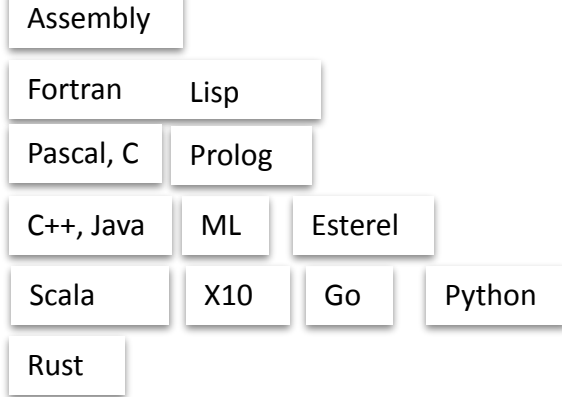 Assembly
Fortran Lisp
Pascal, C Prolog
C++, Java ML Esterel
Scala X10 Go Python
Rust